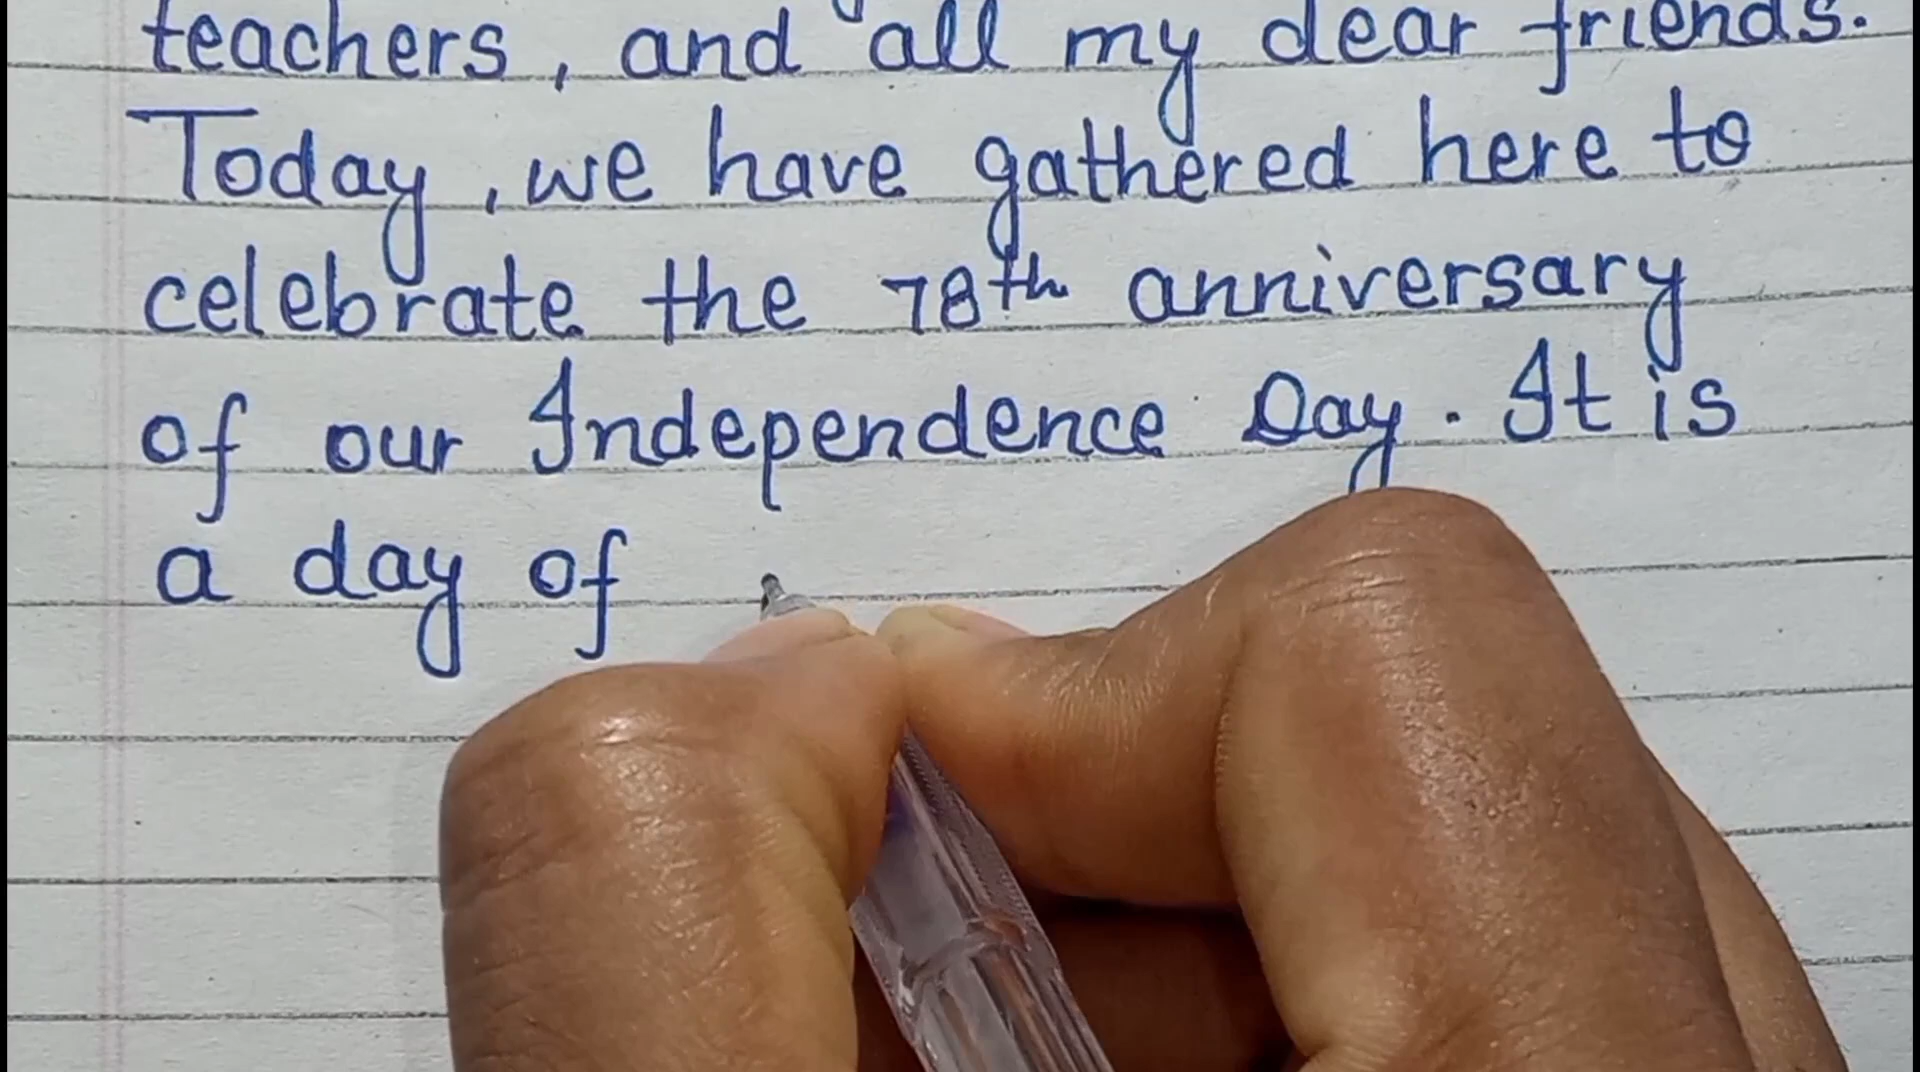 teachers, and all my dear friends.
Today, we have gathered here to
celebrate the 78th anniversary
of our Independence Day. It is
a day of